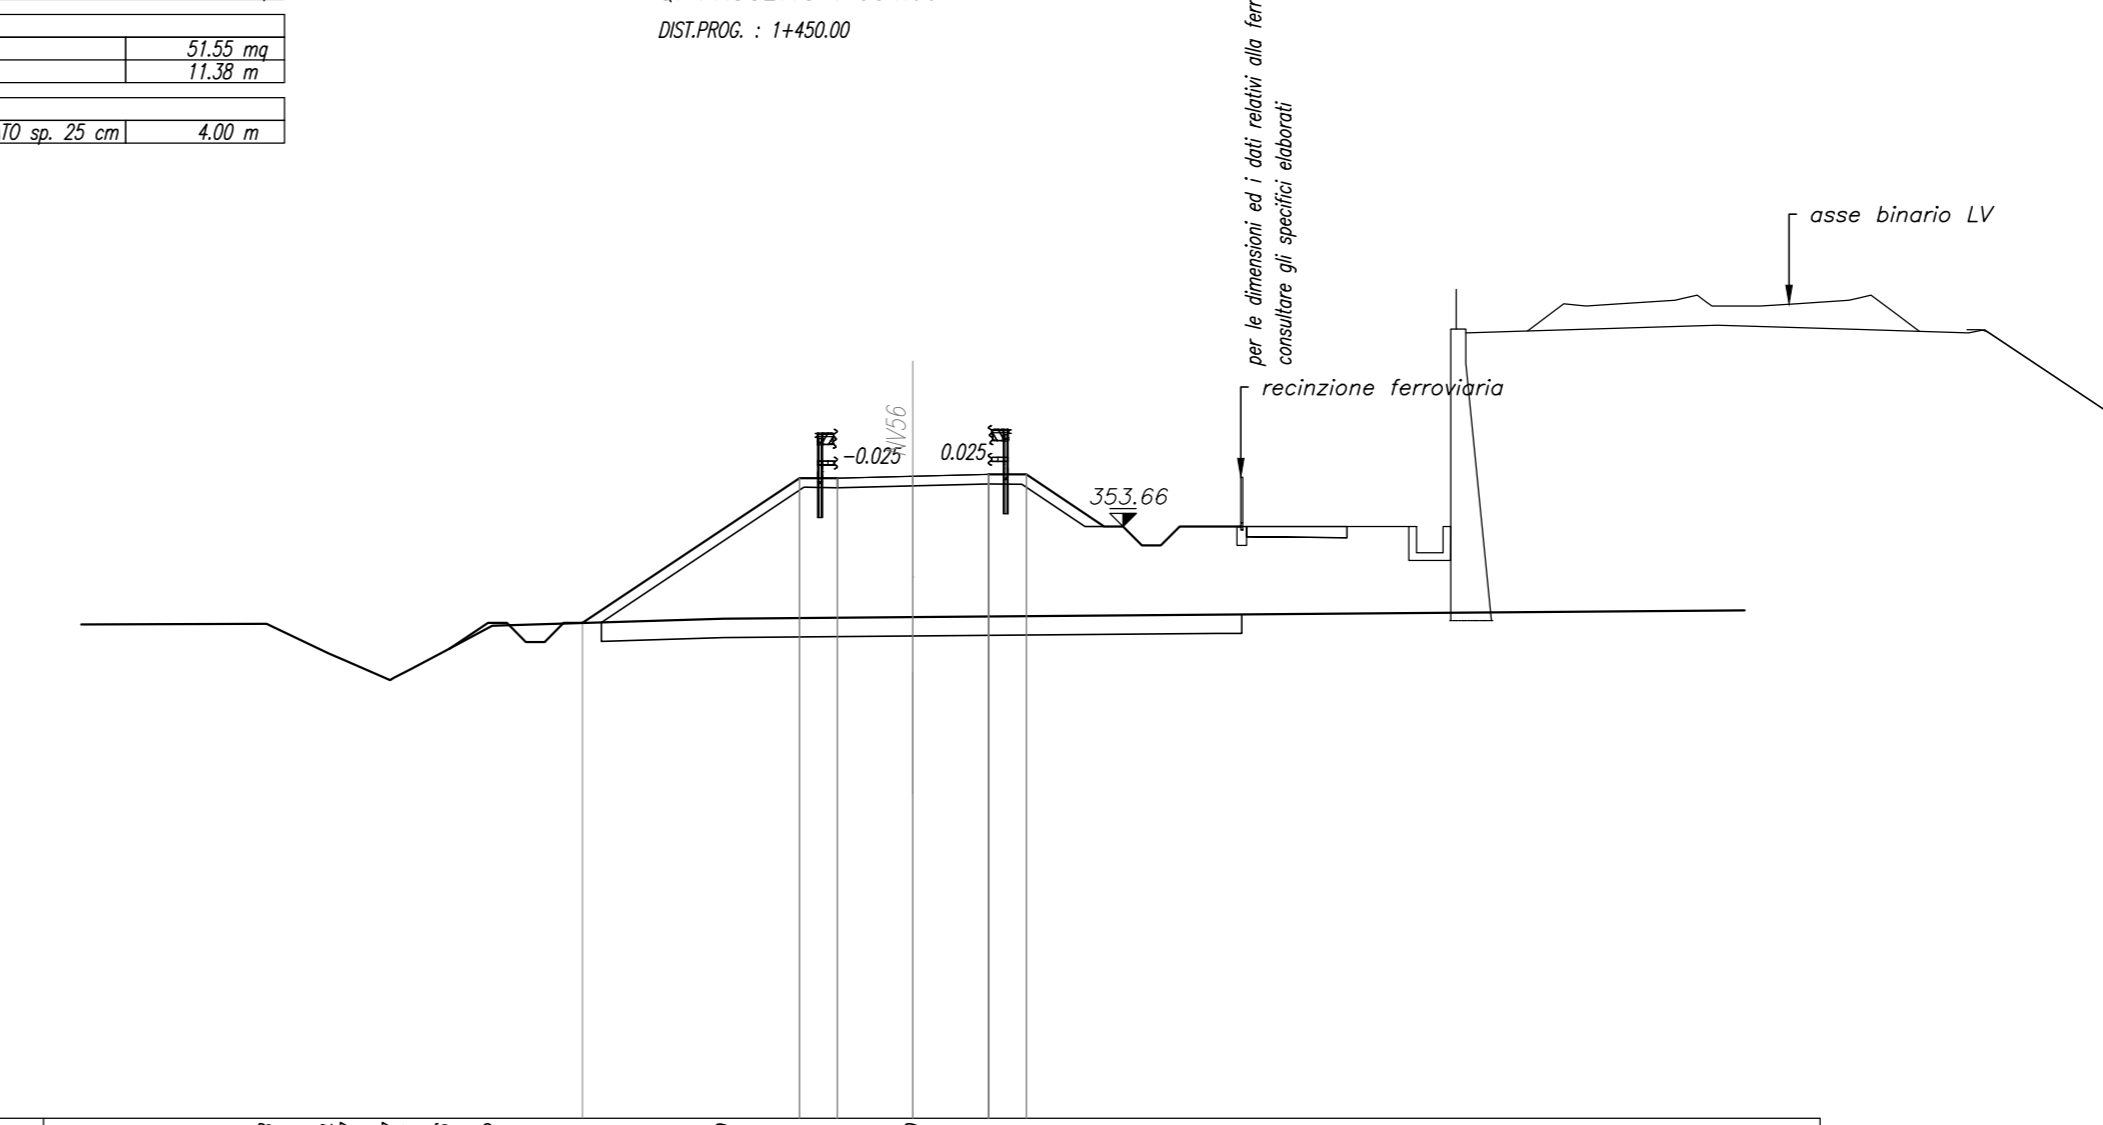 DIST.PROG. : 1+450.00
51.55 mq
11.38 m
sp. 25 cm 4.00 m
per le dimensioni ed i dati relativi alla
consultare gli specifici elaborati
asse binario LV
recinzione ferroviaria
NV56
-0.025 0.025
353.66